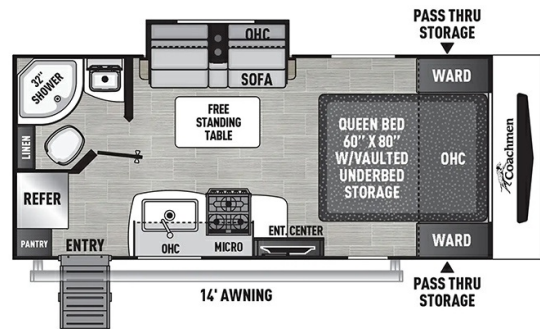 PASS THRU
STORAGE
OHC
SOFA
32"
SHOWER
WARD
FREE
STANDING
TABLE
QUEEN BED
60" X 80"
W/VAULTED
UNDERBED
STORAGE
OHC
Coachmen
LINEN
REFER
PANTRY
ENTRY
OHC
MICRO
ENT. CENTER
WARD
14' AWNING
PASS THRU
STORAGE